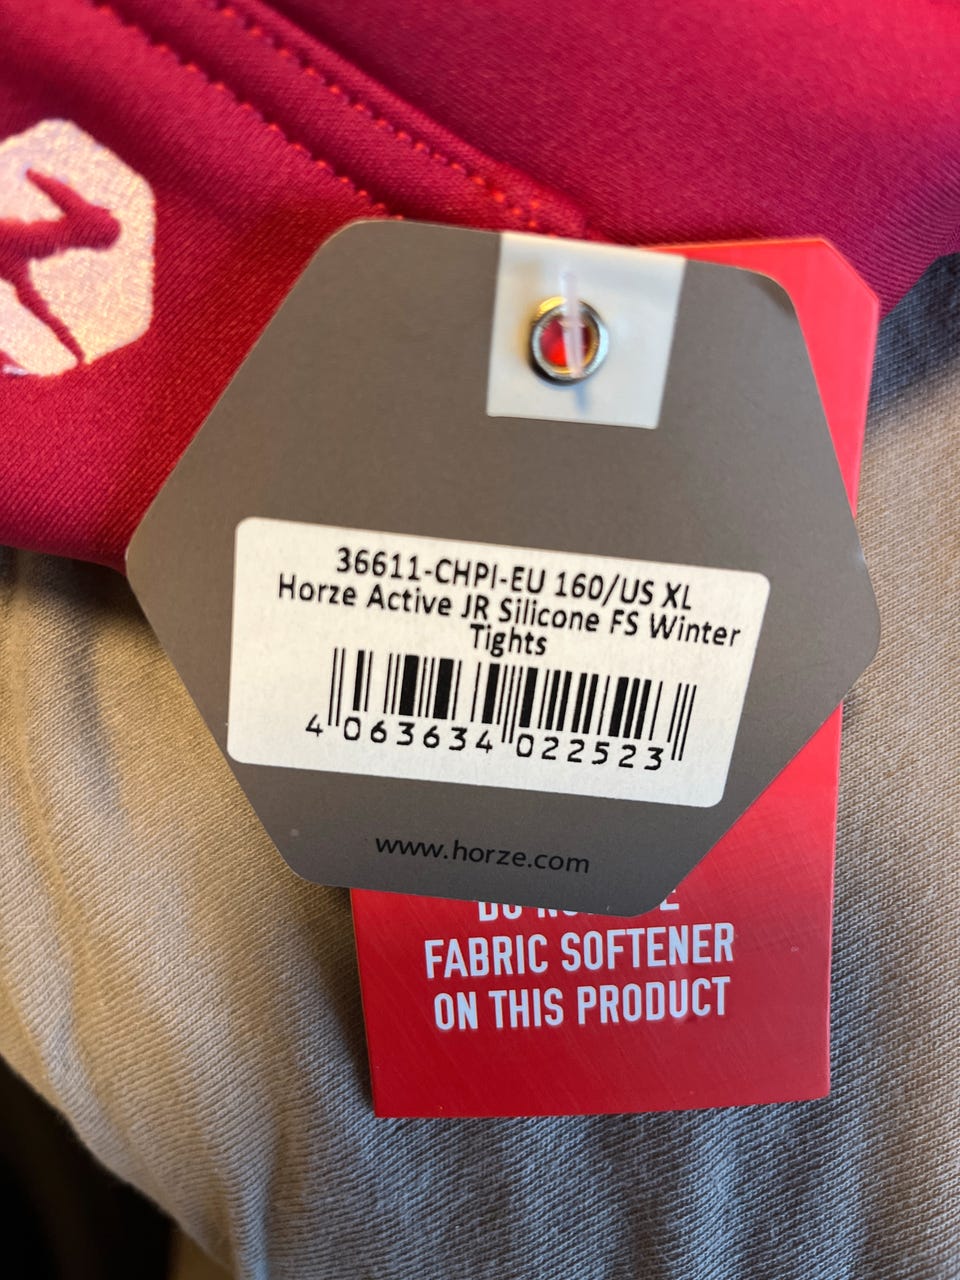 36611-CHPI-EU 160/US XL
Horze Active JR Silicone FS Winter
Tights
4 063634 022523
www.horze.com
FABRIC SOFTENER
ON THIS PRODUCT